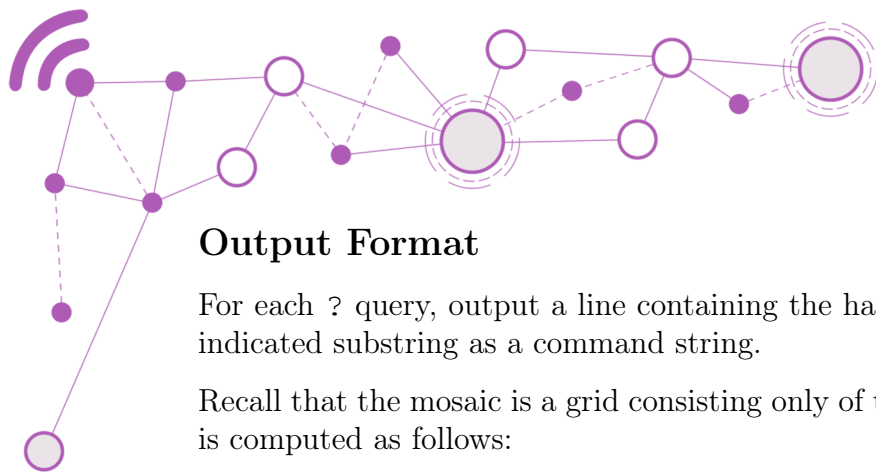 Output Format
For each ? query, output a line containing the
indicated substring as a command string.
Recall that the mosaic is a grid consisting only of
is computed as follows: